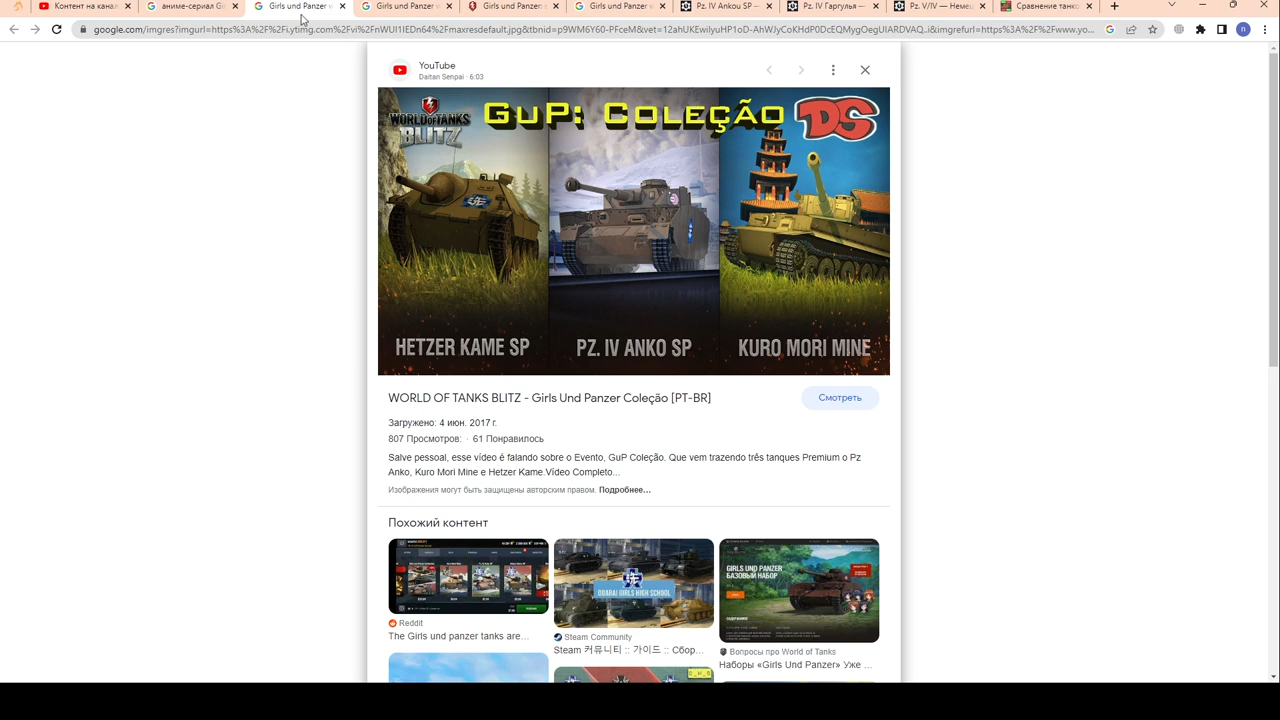 Контент на канал
аниме-сериал Gi
Girls und Panzer w
Girls und Panzer w
Girls und Panzer:
Girls und Panzer w
Pz. IV Ankou SP —
Pz. IV Гаргулья —
Pz. V/IV — Немец
Сравнение танко
google.com/imgres?imgurl=https%3A%2F%2Fi.ytimg.com%2Fvi%2FnWUI1IEDn64%2Fmaxresdefault.jpg&tbnid=p9WM6Y60-PFceM&vet=12ahUKEwiIyuHP1oD-AhWJyCoKHdP0DcEQMygOegUIARDVAQ..i&imgrefurl=https%3A%2F%2Fwww.yo...
n
YouTube
Daitan Senpai · 6:03
WORLD OF TANKS
BLITZ
GuP: Coleção
DS
HETZER KAME SP
PZ. IV ANKO SP
KURO MORI MINE
WORLD OF TANKS BLITZ - Girls Und Panzer Coleção [PT-BR]
Смотреть
Загружено: 4 июн. 2017 г.
807 Просмотров: · 61 Понравилось
Salve pessoal, esse vídeo é falando sobre o Evento, GuP Coleção. Que vem trazendo três tanques Premium o Pz
Anko, Kuro Mori Mine e Hetzer Kame.Vídeo Completo...
Изображения могут быть защищены авторским правом. Подробнее...
Похожий контент
OOARAI GIRLS HIGH SCHOOL
GIRLS UND PANZER
БАЗОВЫЙ НАБОР
Reddit
The Girls und panzer tanks are...
Steam Community
Steam 커뮤니티 :: 가이드 :: Сбор...
Вопросы про World of Tanks
Наборы «Girls Und Panzer» Уже ...